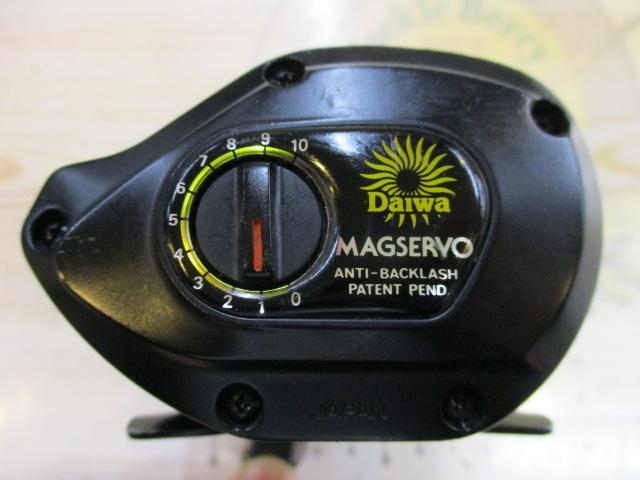 10
9
8
7
6
5
4
3
2
1
0
Daiwa
MAGSERVO
ANTI-BACKLASH
PATENT PEND.
JAPAN